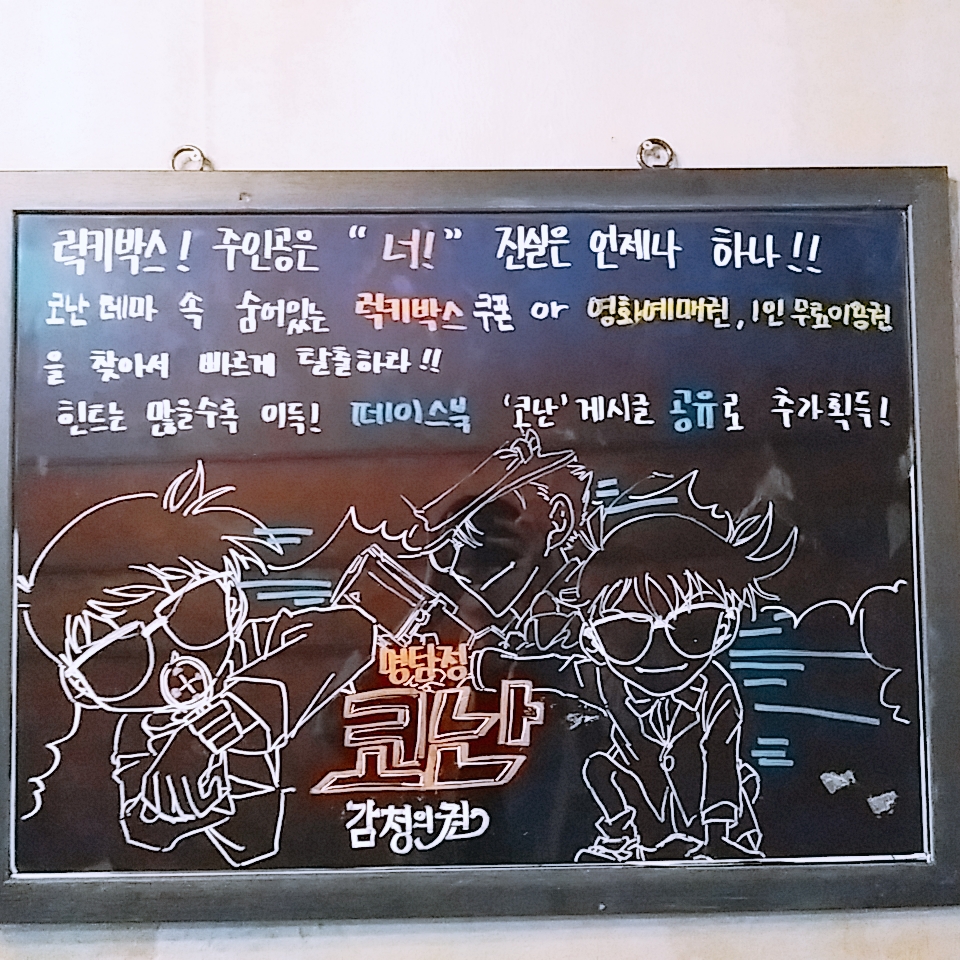 럭키박스! 주인공은 "너!" 진실은 언제나 하나!!
코난 테마 속 숨어있는 럭키박스 쿠폰 or 영화예매권, 1인 무료이용권
을 찾아서 빠르게 탈출하라!!
힌트는 많을수록 이득! 페이스북 '코난' 게시글 공유로 추가획득!
명탐정
코난
감청의 권